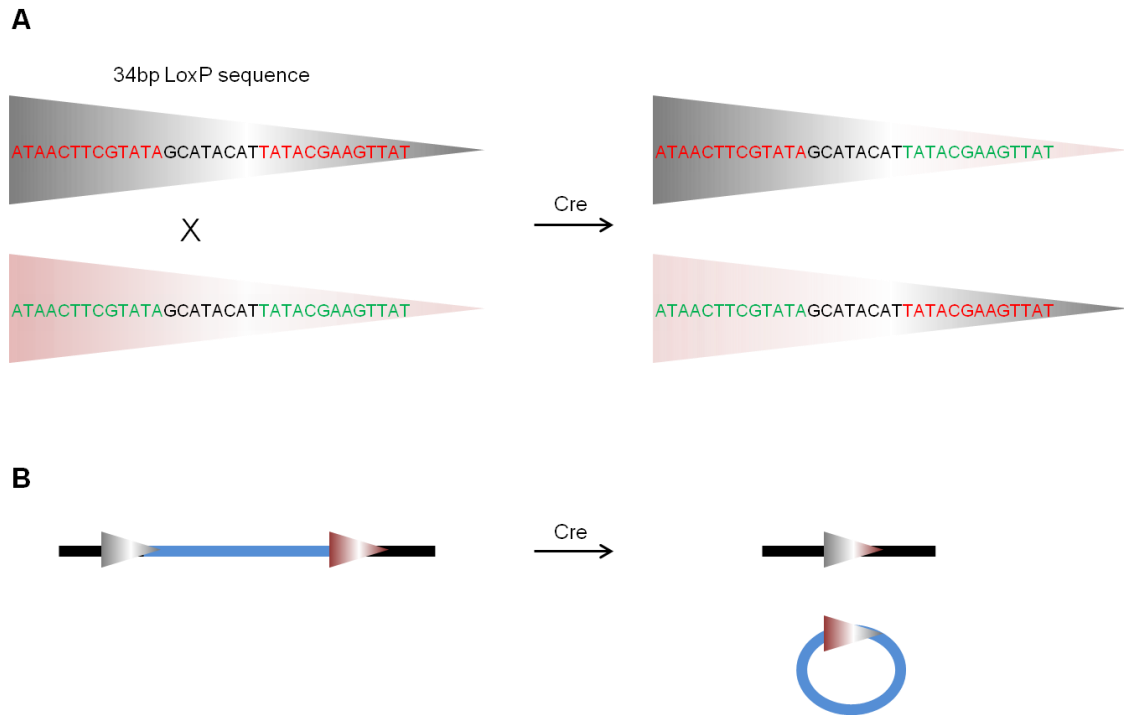 A
34bp LoxP sequence
ATAACTTCGTATAGCATACATTATACGAAGTTAT
X
ATAACTTCGTATAGCATACATTATACGAAGTTAT
Cre
ATAACTTCGTATAGCATACATTATACGAAGTTAT
ATAACTTCGTATAGCATACATTATACGAAGTTAT
B
Cre